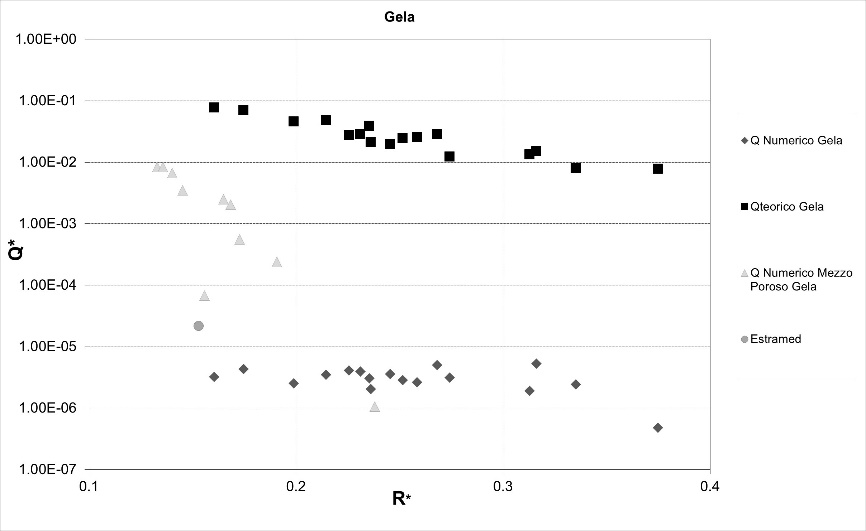 Gela
1.00E+00
1.00E-01
1.00E-02
1.00E-03
1.00E-04
1.00E-05
1.00E-06
1.00E-07
Q*
0.1 0.2 0.3 0.4
R*
Q Numerico Gela
Qteorico Gela
Q Numerico Mezzo
Poroso Gela
Estramed